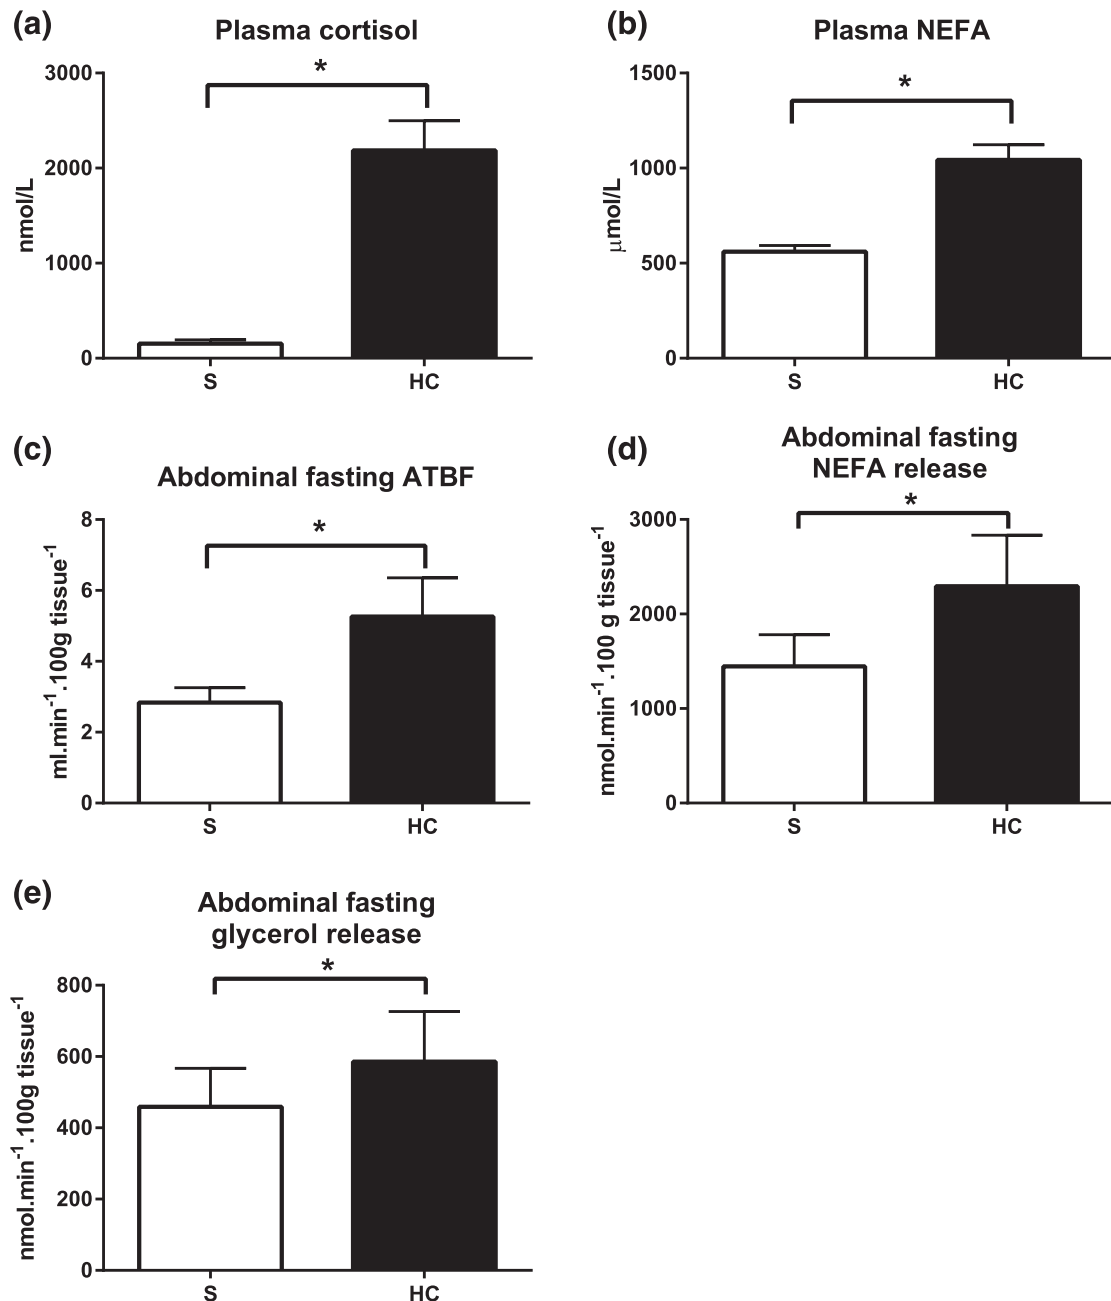 (a)
Plasma cortisol
*
3000
2000
1000
0
nmol/L
S
HC
(b)
Plasma NEFA
*
1500
1000
500
0
μmol/L
S
HC
(c)
Abdominal fasting ATBF
*
8
6
4
2
0
ml.min⁻¹.100g tissue⁻¹
S
HC
(d)
Abdominal fasting
NEFA release
*
3000
2000
1000
0
nmol.min⁻¹.100 g tissue⁻¹
S
HC
(e)
Abdominal fasting
glycerol release
*
800
600
400
200
0
nmol.min⁻¹.100g tissue⁻¹
S
HC